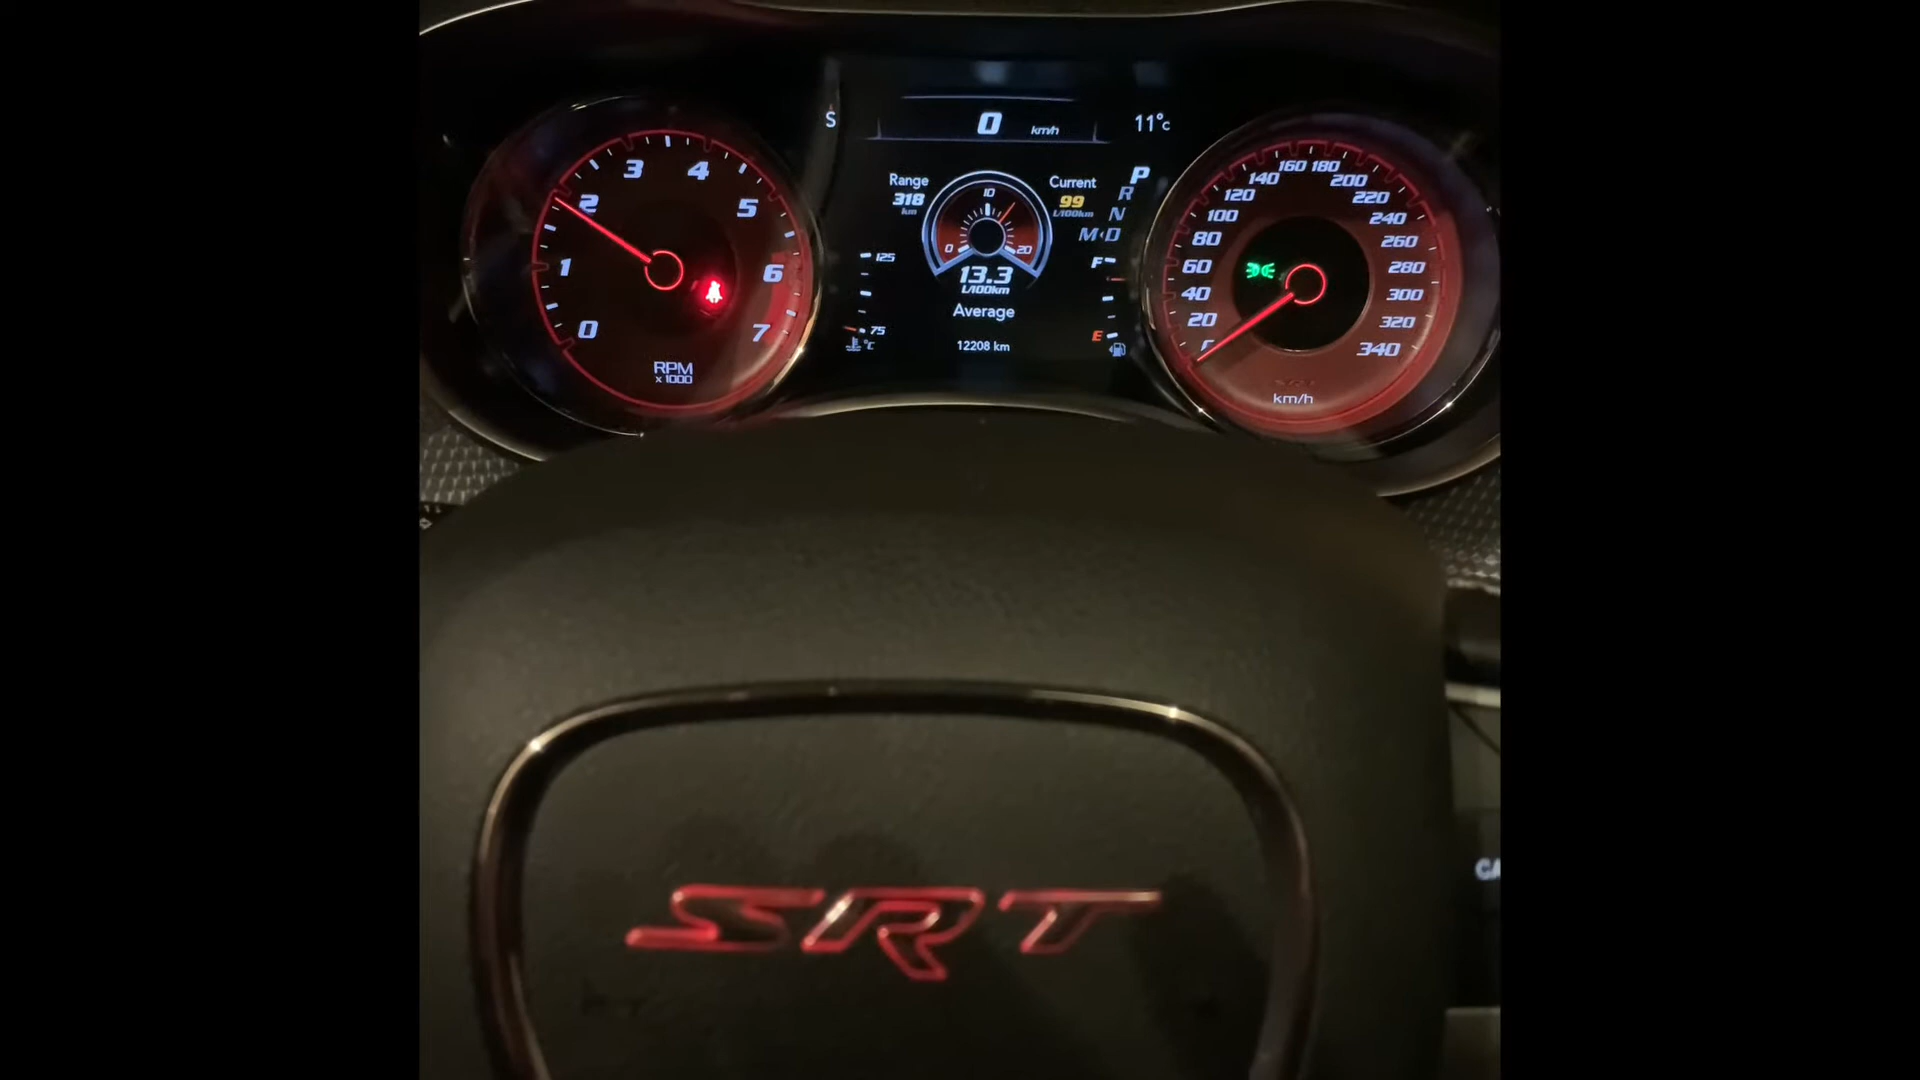 0 km/h
S
11°c
Range
318
km
Current
99
L/100km
P
R
N
M D
0
10
20
13.3
L/100km
Average
12208 km
125
75
°C
F
E
0
1
2
3
4
5
6
7
RPM
x 1000
20
40
60
80
100
120
140
160
180
200
220
240
260
280
300
320
340
SRT
km/h
SRT